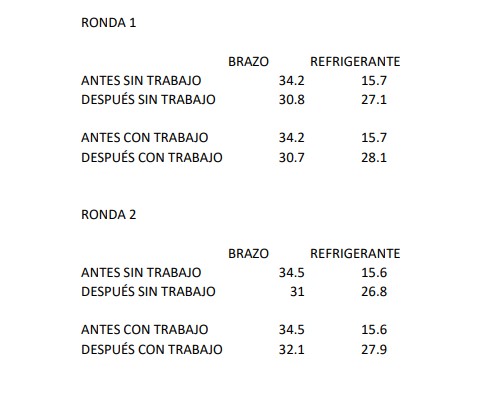 RONDA 1
BRAZO REFRIGERANTE
ANTES SIN TRABAJO 34.2 15.7
DESPUÉS SIN TRABAJO 30.8 27.1
ANTES CON TRABAJO 34.2 15.7
DESPUÉS CON TRABAJO 30.7 28.1
RONDA 2
BRAZO REFRIGERANTE
ANTES SIN TRABAJO 34.5 15.6
DESPUÉS SIN TRABAJO 31 26.8
ANTES CON TRABAJO 34.5 15.6
DESPUÉS CON TRABAJO 32.1 27.9